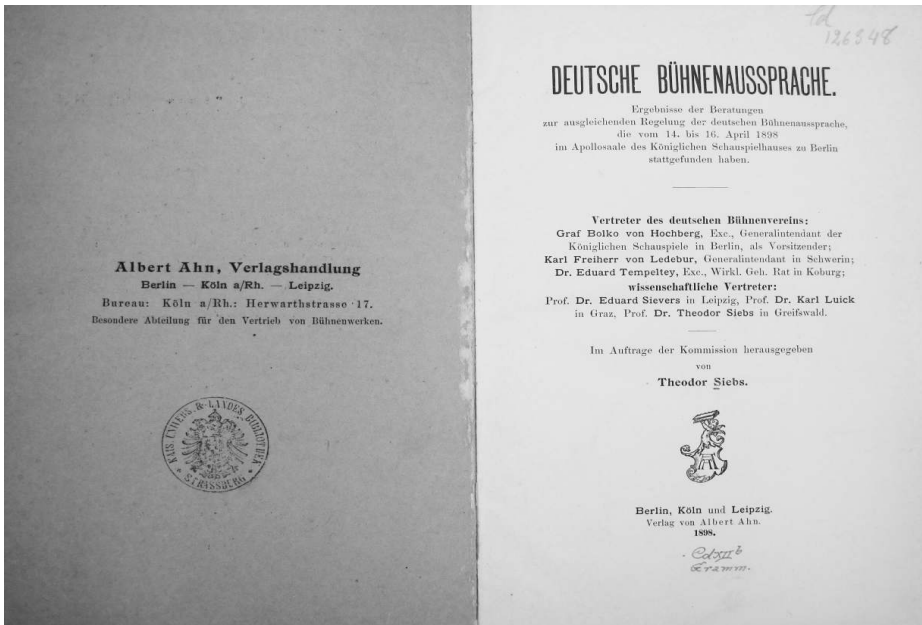 Albert Ahn, Verlagshandlung
Berlin — Köln a/Rh. — Leipzig.
Bureau: Köln a/Rh.: Herwarthstrasse 17.
Besondere Abteilung für den Vertrieb von Bühnenwerken.
KAIS. UNIVERS. & LANDES BIBLIOTHEK
STRASSBURG
126348
DEUTSCHE BÜHNENAUSSPRACHE.
Ergebnisse der Beratungen
zur ausgleichenden Regelung der deutschen Bühnenaussprache,
die vom 14. bis 16. April 1898
im Apollosaale des Königlichen Schauspielhauses zu Berlin
stattgefunden haben.
Vertreter des deutschen Bühnenvereins:
Graf Bolko von Hochberg, Exc., Generalintendant der
Königlichen Schauspiele in Berlin, als Vorsitzender;
Karl Freiherr von Ledebur, Generalintendant in Schwerin;
Dr. Eduard Tempeltey, Exc., Wirkl. Geh. Rat in Koburg;
wissenschaftliche Vertreter:
Prof. Dr. Eduard Sievers in Leipzig, Prof. Dr. Karl Luick
in Graz, Prof. Dr. Theodor Siebs in Greifswald.
Im Auftrage der Kommission herausgegeben
von
Theodor Siebs.
Berlin, Köln und Leipzig.
Verlag von Albert Ahn.
1898.